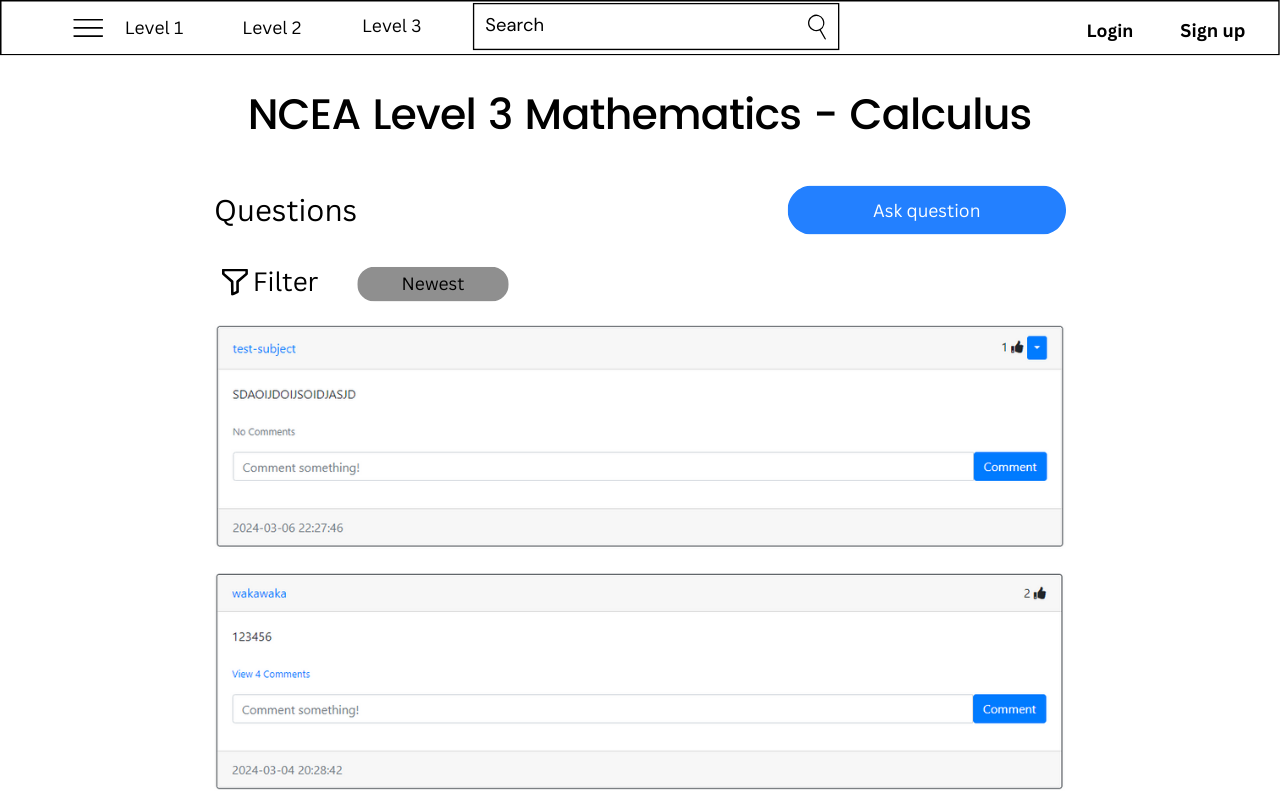 Level 1 Level 2 Level 3 Search Login Sign up
NCEA Level 3 Mathematics - Calculus
Questions Ask question
Filter Newest
test-subject 1
SDAOIJDOIJSOIDJASJD
No Comments
Comment something! Comment
2024-03-06 22:27:46
wakawaka 2
123456
View 4 Comments
Comment something! Comment
2024-03-04 20:28:42